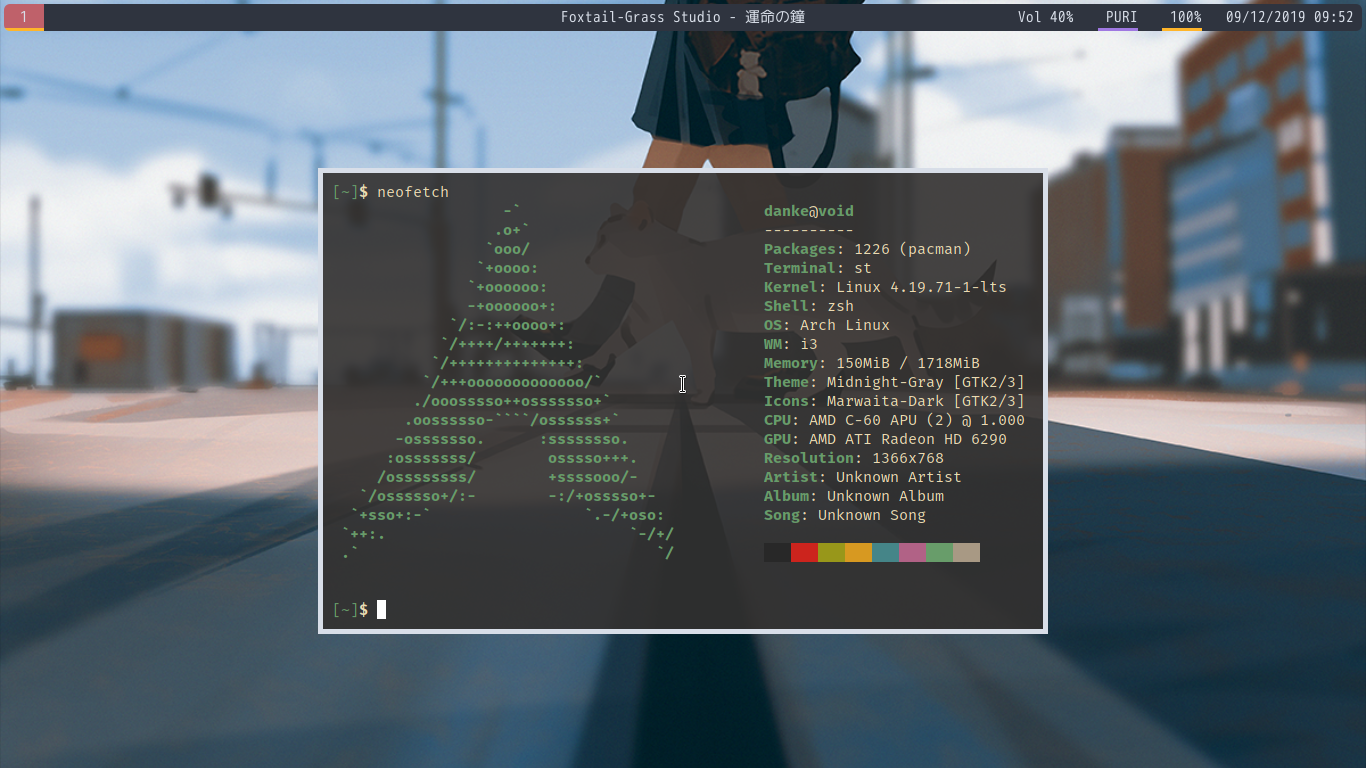 1 Foxtail-Grass Studio - 運命の鐘 Vol 40% PURI 100% 09/12/2019 09:52
[~]$ neofetch
-` danke@void
.o+` ----------
`ooo/ Packages: 1226 (pacman)
`+oooo: Terminal: st
`+oooooo: Kernel: Linux 4.19.71-1-lts
-+oooooo+: Shell: zsh
`/:-:++oooo+: OS: Arch Linux
`/++++/+++++++: WM: i3
`/++++++++++++++: Memory: 150MiB / 1718MiB
`/+++ooooooooooooo/` Theme: Midnight-Gray [GTK2/3]
./ooosssso++osssssso+` Icons: Marwaita-Dark [GTK2/3]
.oossssso-````/ossssss+` CPU: AMD C-60 APU (2) @ 1.000
-osssssso. :ssssssso. GPU: AMD ATI Radeon HD 6290
:osssssss/ osssso+++. Resolution: 1366x768
/ossssssss/ +ssssooo/- Artist: Unknown Artist
`/ossssso+/:- -:/+osssso+- Album: Unknown Album
`+sso+:-` `.-/+oso: Song: Unknown Song
`++:. `-/+/
.` `/
[~]$